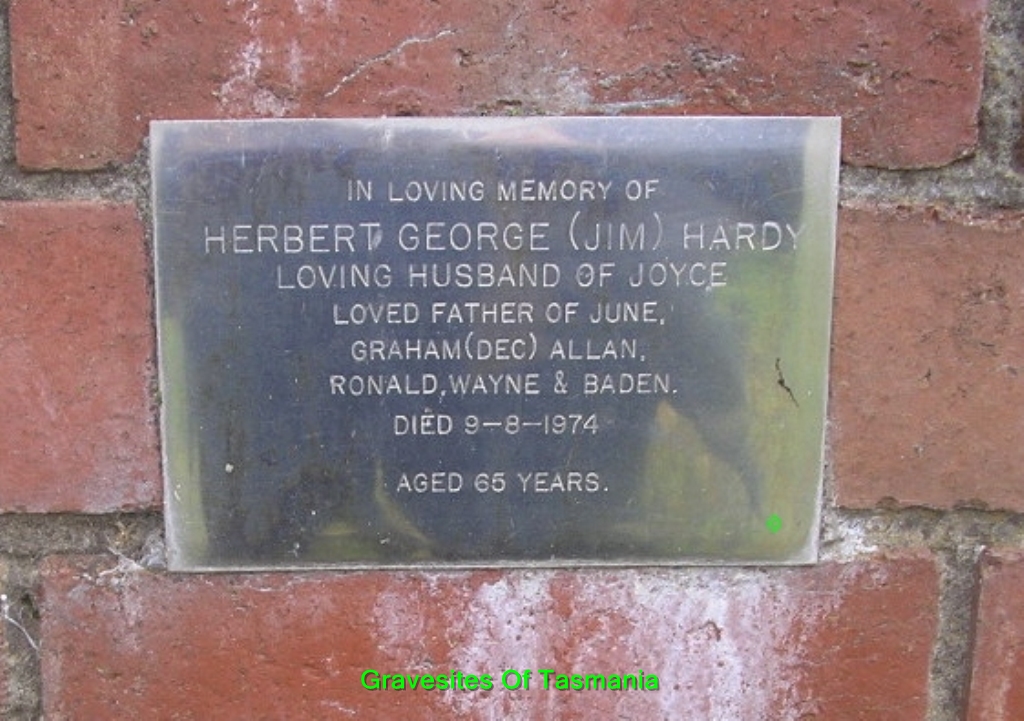 IN LOVING MEMORY OF
HERBERT GEORGE (JIM) HARDY
LOVING HUSBAND OF JOYCE
LOVED FATHER OF JUNE,
GRAHAM(DEC) ALLAN,
RONALD,WAYNE & BADEN.
DIED 9-8-1974
AGED 65 YEARS.
Gravesites Of Tasmania